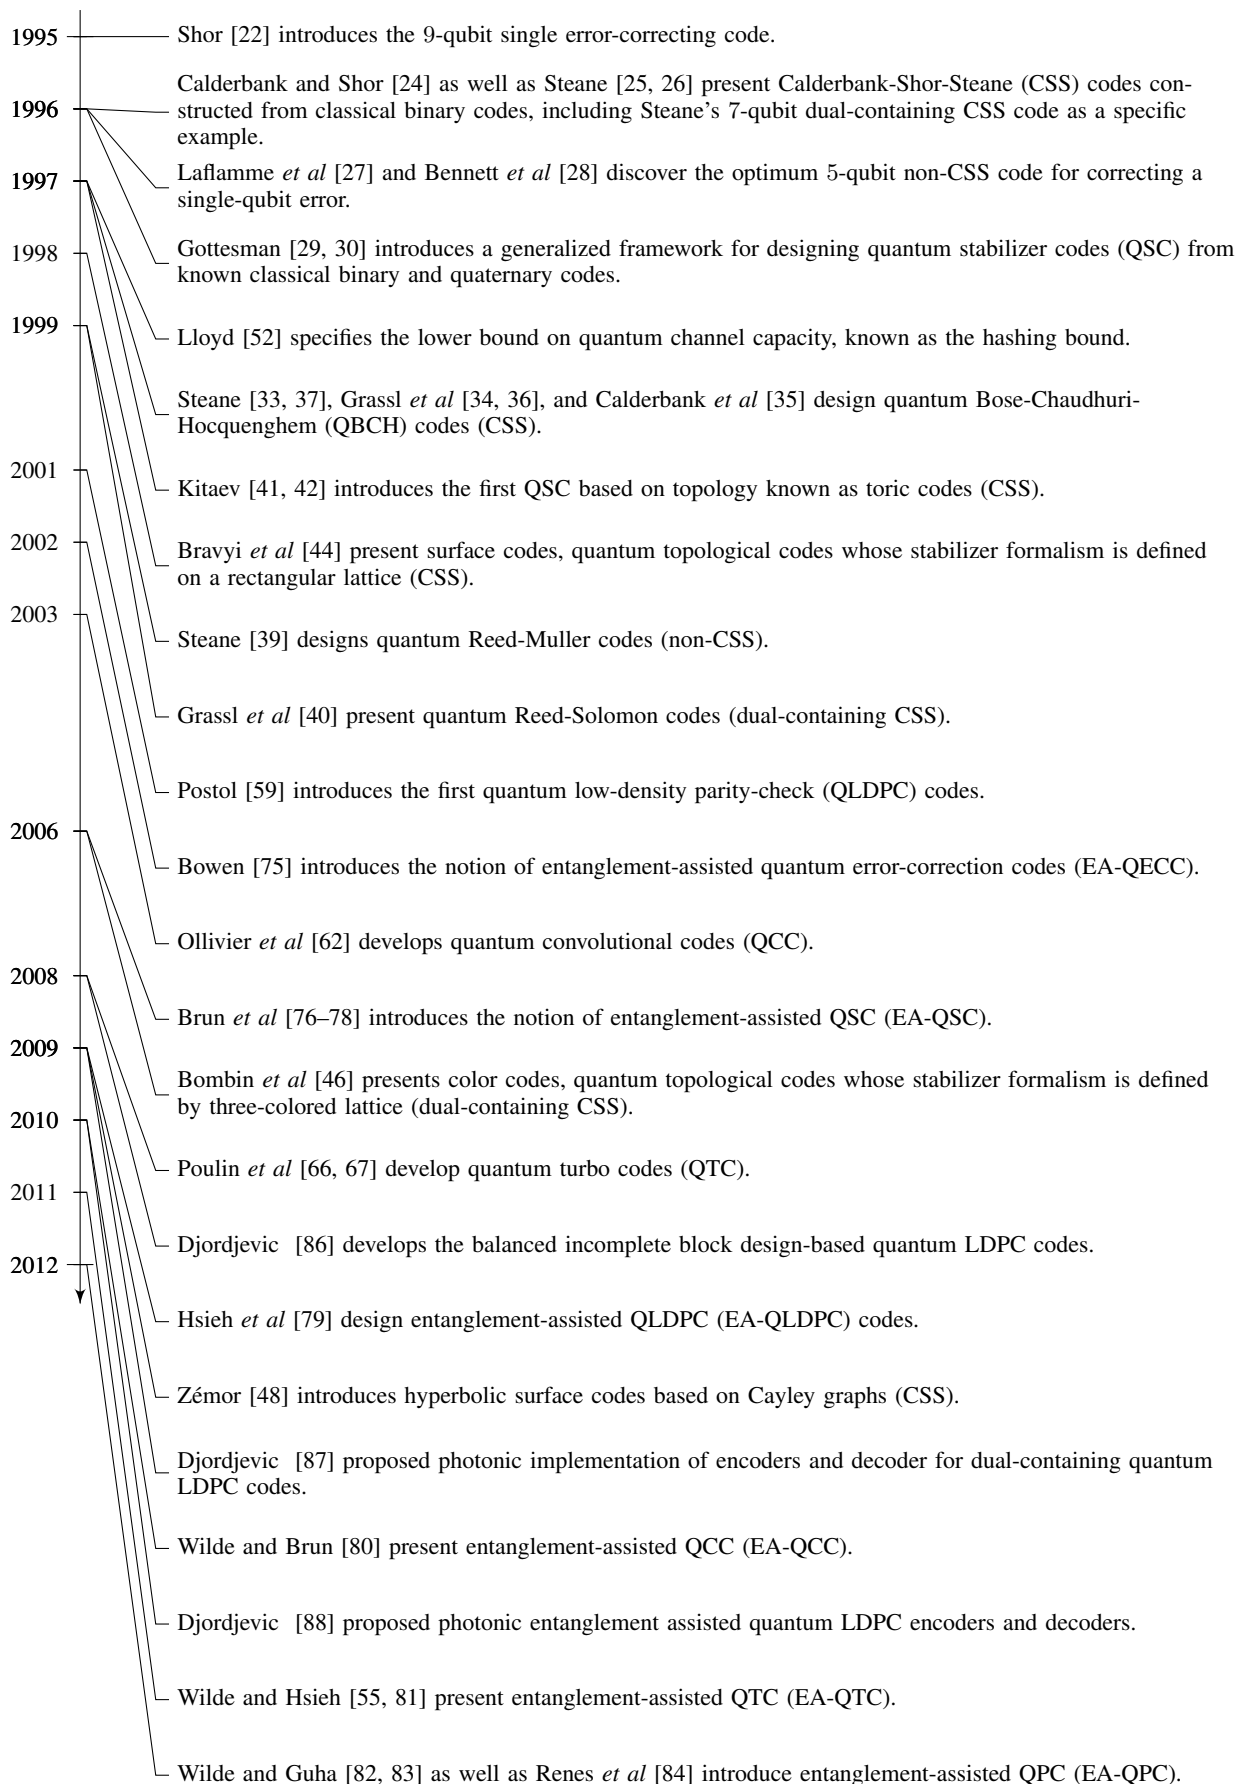 1995
Shor [22] introduces the 9-qubit single error-correcting code.
Calderbank and Shor [24] as well as Steane [25, 26] present Calderbank-Shor-Steane (CSS) codes con-
1996
structed from classical binary codes, including Steane's 7-qubit dual-containing CSS code as a specific
example.
Laflamme et al [27] and Bennett et al [28] discover the optimum 5-qubit non-CSS code for correcting a
1997
single-qubit error.
Gottesman [29, 30] introduces a generalized framework for designing quantum stabilizer codes (QSC) from
1998
known classical binary and quaternary codes.
1999
Lloyd [52] specifies the lower bound on quantum channel capacity, known as the hashing bound.
Steane [33, 37], Grassl et al [34, 36], and Calderbank et al [35] design quantum Bose-Chaudhuri-
Hocquenghem (QBCH) codes (CSS).
2001
Kitaev [41, 42] introduces the first QSC based on topology known as toric codes (CSS).
2002
Bravyi et al [44] present surface codes, quantum topological codes whose stabilizer formalism is defined
on a rectangular lattice (CSS).
2003
Steane [39] designs quantum Reed-Muller codes (non-CSS).
Grassl et al [40] present quantum Reed-Solomon codes (dual-containing CSS).
Postol [59] introduces the first quantum low-density parity-check (QLDPC) codes.
2006
Bowen [75] introduces the notion of entanglement-assisted quantum error-correction codes (EA-QECC).
Ollivier et al [62] develops quantum convolutional codes (QCC).
2008
Brun et al [76–78] introduces the notion of entanglement-assisted QSC (EA-QSC).
2009
Bombin et al [46] presents color codes, quantum topological codes whose stabilizer formalism is defined
by three-colored lattice (dual-containing CSS).
2010
Poulin et al [66, 67] develop quantum turbo codes (QTC).
2011
Djordjevic [86] develops the balanced incomplete block design-based quantum LDPC codes.
2012
Hsieh et al [79] design entanglement-assisted QLDPC (EA-QLDPC) codes.
Zémor [48] introduces hyperbolic surface codes based on Cayley graphs (CSS).
Djordjevic [87] proposed photonic implementation of encoders and decoder for dual-containing quantum
LDPC codes.
Wilde and Brun [80] present entanglement-assisted QCC (EA-QCC).
Djordjevic [88] proposed photonic entanglement assisted quantum LDPC encoders and decoders.
Wilde and Hsieh [55, 81] present entanglement-assisted QTC (EA-QTC).
Wilde and Guha [82, 83] as well as Renes et al [84] introduce entanglement-assisted QPC (EA-QPC).